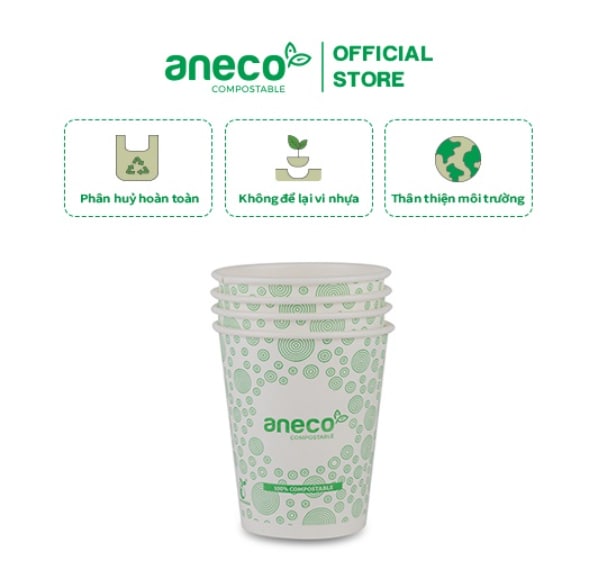 aneco
COMPOSTABLE
OFFICIAL
STORE
Phân huỷ hoàn toàn
Không để lại vi nhựa
Thân thiện môi trường
aneco
COMPOSTABLE
100% COMPOSTABLE